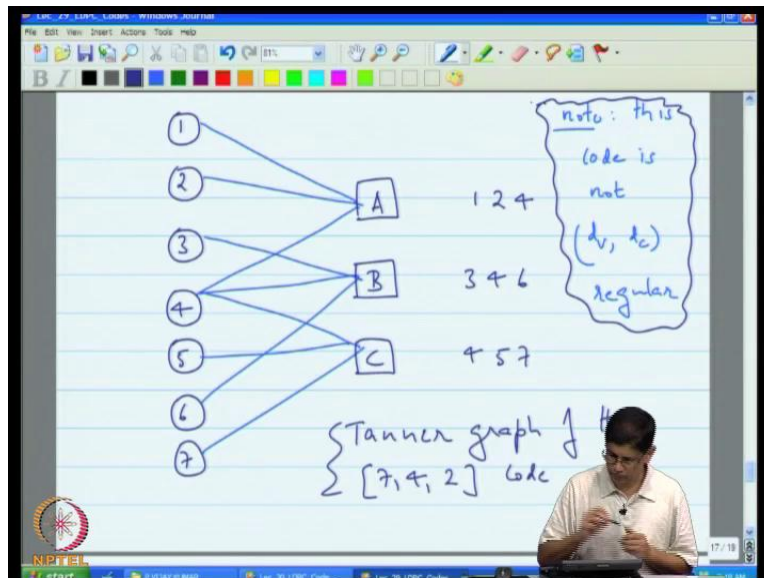 Lec_29_LDPC_Codes - Windows Journal
File Edit View Insert Actions Tools Help
81%
B I
1
2
3
4
5
6
7
A
B
C
1 2 4
3 4 6
4 5 7
note: this
code is
not
(dv, dc)
regular
Tanner graph of
[7, 4, 2] code
17 / 19
NPTEL
start